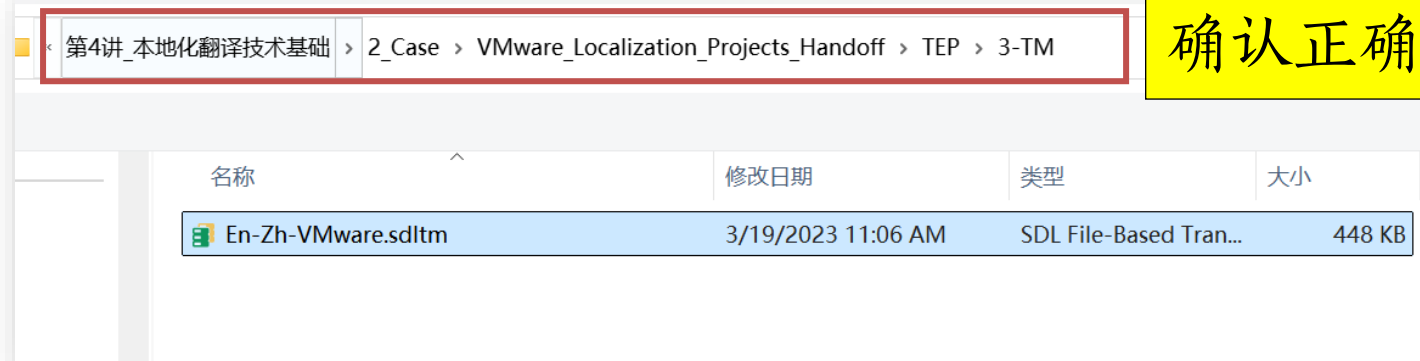 第4讲_本地化翻译技术基础 › 2_Case › VMware_Localization_Projects_Handoff › TEP › 3-TM
确认正确
名称 修改日期 类型 大小
En-Zh-VMware.sdltm 3/19/2023 11:06 AM SDL File-Based Tran... 448 KB